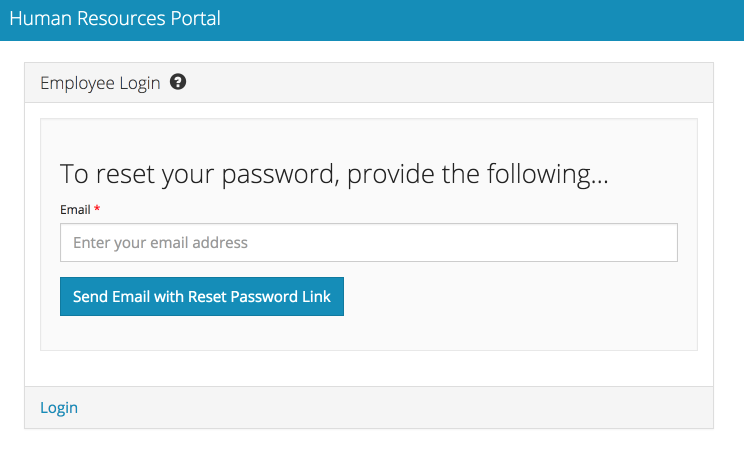 Human Resources Portal
Employee Login ?
To reset your password, provide the following...
Email *
Enter your email address
Send Email with Reset Password Link
Login